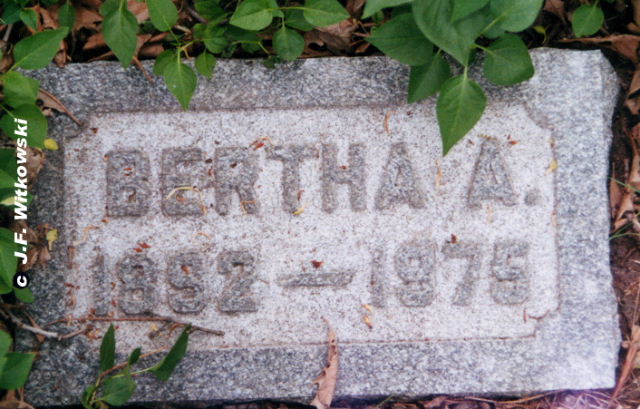 BERTHA A.
1892 – 1975
c J.F. Witkowski